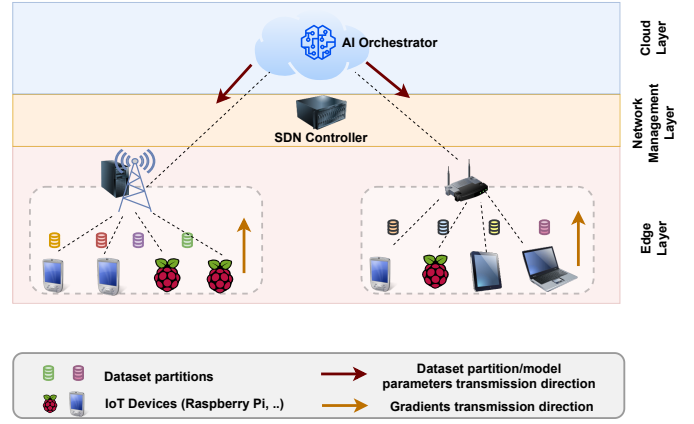 AI Orchestrator
Cloud
Layer
SDN Controller
Network
Management
Layer
Edge
Layer
Dataset partitions
Dataset partition/model
parameters transmission direction
IoT Devices (Raspberry Pi, ..)
Gradients transmission direction